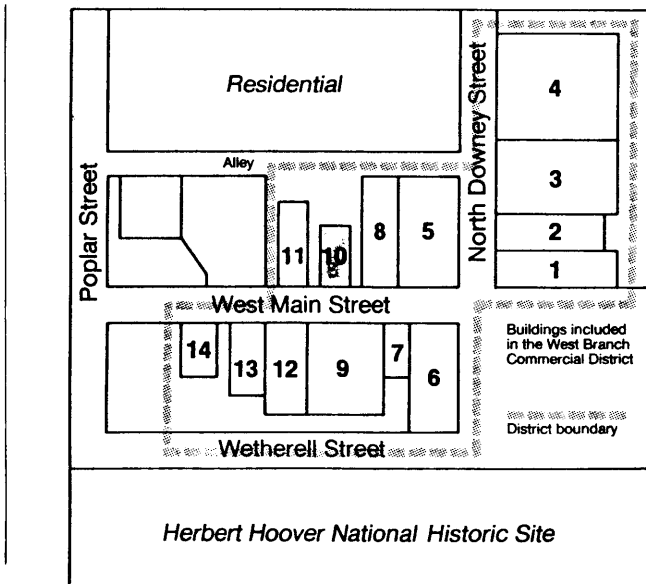 Residential
Alley
Poplar Street
North Downey Street
4
3
2
1
11
10
8
5
West Main Street
14
13
12
9
7
6
Wetherell Street
Buildings included
in the West Branch
Commercial District
District boundary
Herbert Hoover National Historic Site